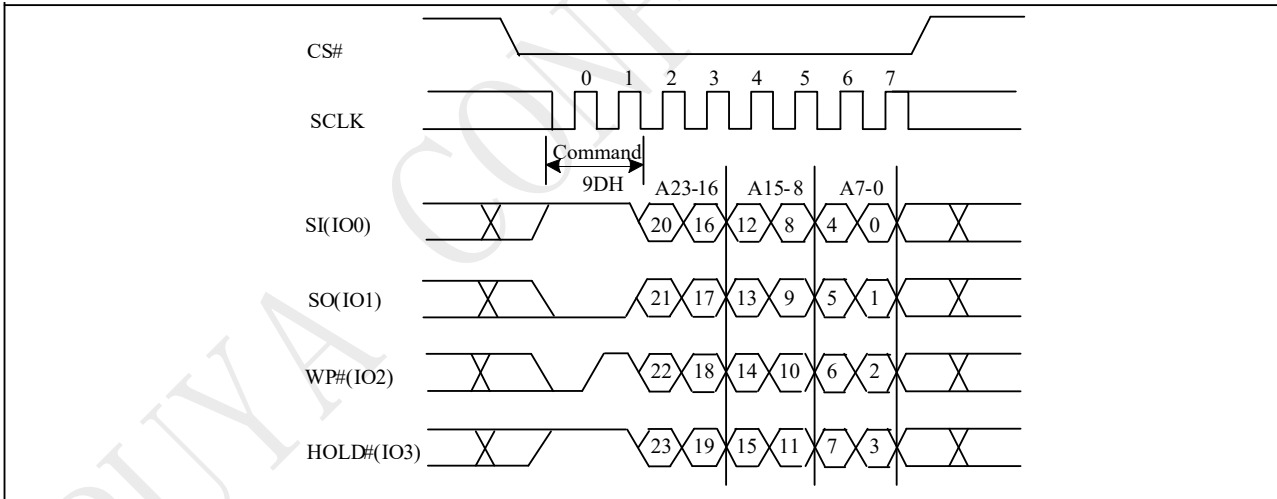 CS#
0 1 2 3 4 5 6 7
SCLK
Command
9DH
A23-16 A15-8 A7-0
SI(IO0) 20 16 12 8 4 0
SO(IO1) 21 17 13 9 5 1
WP#(IO2) 22 18 14 10 6 2
HOLD#(IO3) 23 19 15 11 7 3
PUYA CONF